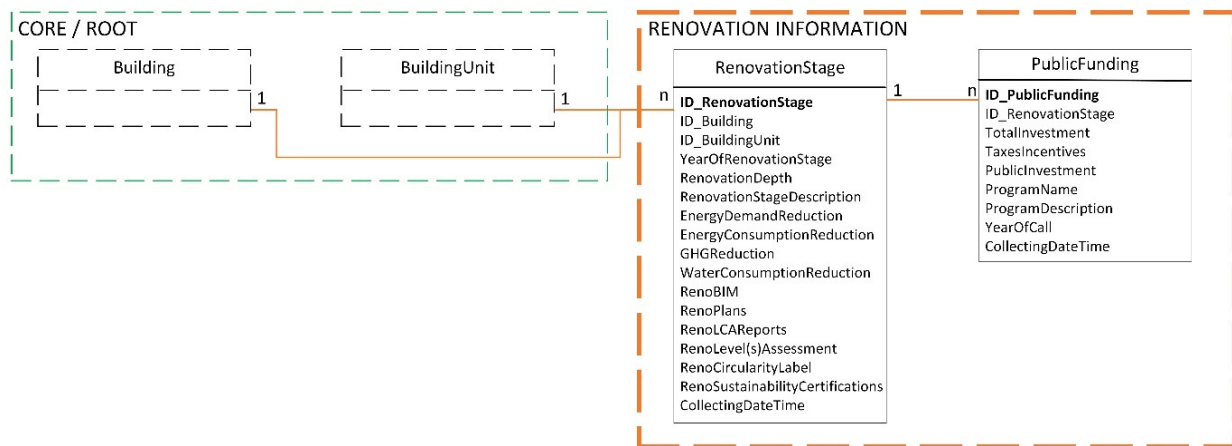 CORE / ROOT
Building
1
BuildingUnit
1
RENOVATION INFORMATION
n
RenovationStage
ID_RenovationStage
ID_Building
ID_BuildingUnit
YearOfRenovationStage
RenovationDepth
RenovationStageDescription
EnergyDemandReduction
EnergyConsumptionReduction
GHGReduction
WaterConsumptionReduction
RenoBIM
RenoPlans
RenoLCAReports
RenoLevel(s)Assessment
RenoCircularityLabel
RenoSustainabilityCertifications
CollectingDateTime
1
n
PublicFunding
ID_PublicFunding
ID_RenovationStage
TotalInvestment
TaxesIncentives
PublicInvestment
ProgramName
ProgramDescription
YearOfCall
CollectingDateTime